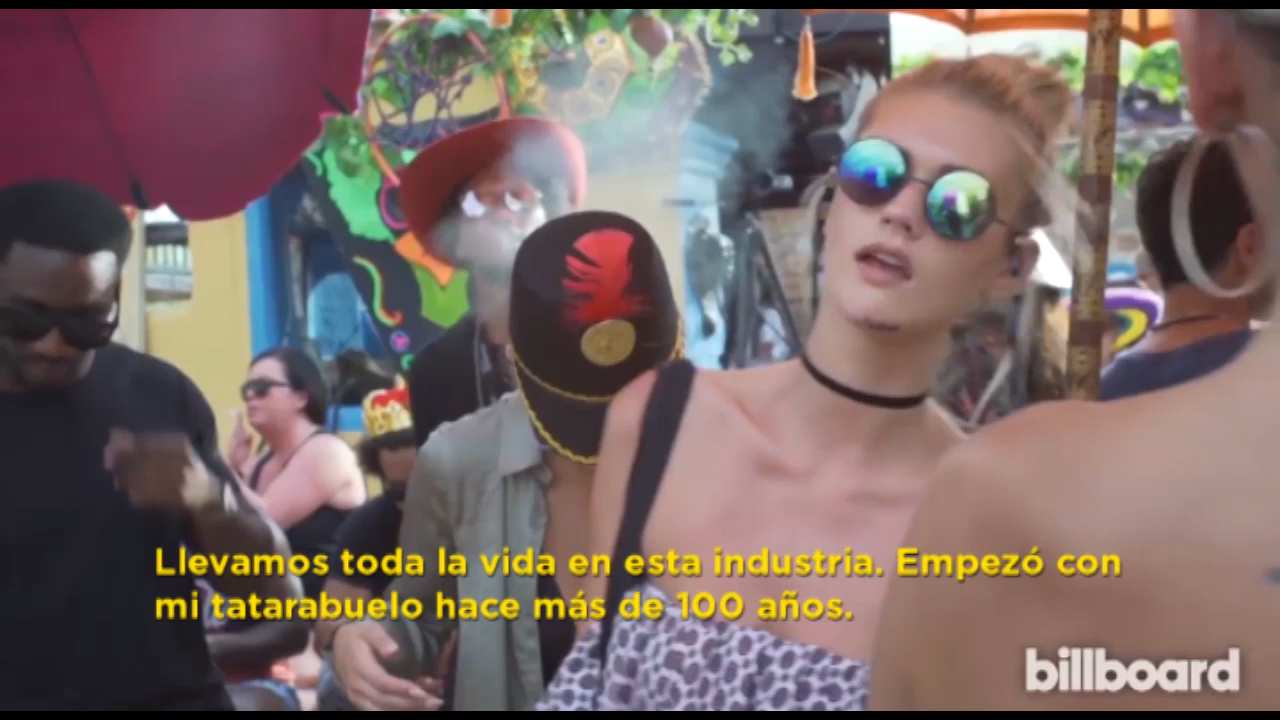 Llevamos toda la vida en esta industria. Empezó con
mi tatarabuelo hace más de 100 años.
billboard